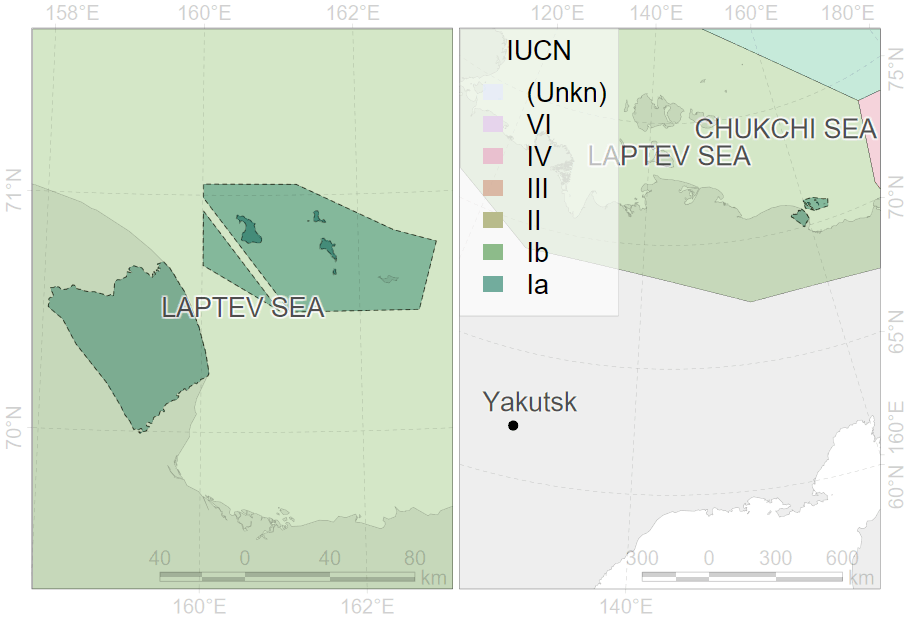 158°E 160°E 162°E
120°E 140°E 160°E 180°E
71°N
70°N
LAPTEV SEA
40 0 40 80
km
160°E 162°E
IUCN
(Unkn)
VI
IV
III
II
Ib
Ia
CHUKCHI SEA
LAPTEV SEA
Yakutsk
75°N
70°N
65°N
160°E
60°N
300 0 300 600
km
140°E